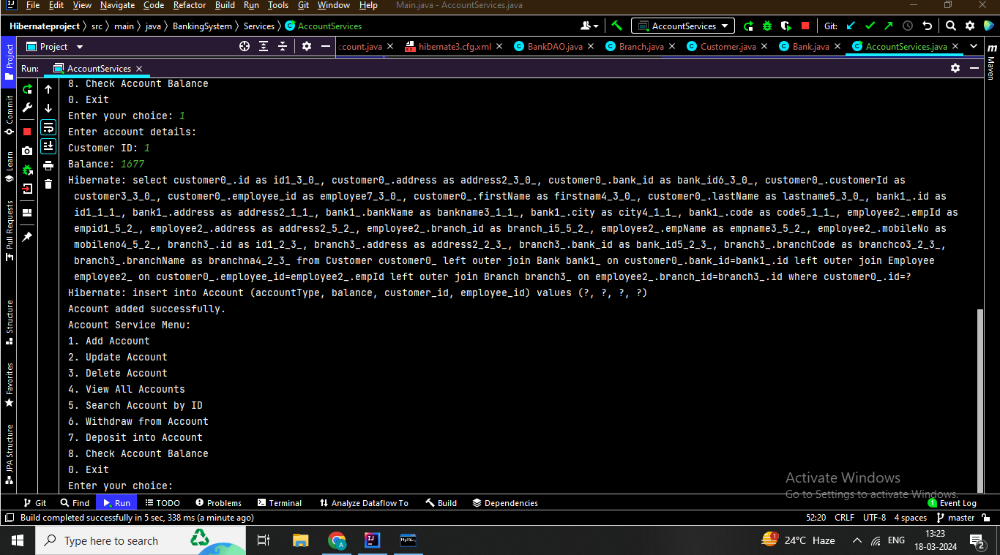 File Edit View Navigate Code Refactor Build Run Tools Git Window Help Main.java - AccountServices.java
Hibernateproject src main java BankingSystem Services AccountServices
AccountServices Git:
Project
ccount.java hibernate3.cfg.xml BankDAO.java Branch.java Customer.java Bank.java AccountServices.java
Run: AccountServices
8. Check Account Balance
0. Exit
Enter your choice: 1
Enter account details:
Customer ID: 1
Balance: 1677
Hibernate: select customer0_.id as id1_3_0_, customer0_.address as address2_3_0_, customer0_.bank_id as bank_id6_3_0_, customer0_.customerId as
customer3_3_0_, customer0_.employee_id as employee7_3_0_, customer0_.firstName as firstnam4_3_0_, customer0_.lastName as lastname5_3_0_, bank1_.id as
id1_1_1_, bank1_.address as address2_1_1_, bank1_.bankName as bankname3_1_1_, bank1_.city as city4_1_1_, bank1_.code as code5_1_1_, employee2_.empId as
empid1_5_2_, employee2_.address as address2_5_2_, employee2_.branch_id as branch_i5_5_2_, employee2_.empName as empname3_5_2_, employee2_.mobileNo as
mobileno4_5_2_, branch3_.id as id1_2_3_, branch3_.address as address2_2_3_, branch3_.bank_id as bank_id5_2_3_, branch3_.branchCode as branchco3_2_3_,
branch3_.branchName as branchna4_2_3_ from Customer customer0_ left outer join Bank bank1_ on customer0_.bank_id=bank1_.id left outer join Employee
employee2_ on customer0_.employee_id=employee2_.empId left outer join Branch branch3_ on employee2_.branch_id=branch3_.id where customer0_.id=?
Hibernate: insert into Account (accountType, balance, customer_id, employee_id) values (?, ?, ?, ?)
Account added successfully.
Account Service Menu:
1. Add Account
2. Update Account
3. Delete Account
4. View All Accounts
5. Search Account by ID
6. Withdraw from Account
7. Deposit into Account
8. Check Account Balance
0. Exit
Enter your choice:
Project
Commit
Learn
Pull Requests
Structure
Favorites
JPA Structure
Maven
Activate Windows
Go to Settings to activate Windows.
Git Find Run TODO Problems Terminal Analyze Dataflow To Build Dependencies 1 Event Log
Build completed successfully in 5 sec, 338 ms (a minute ago) 52:20 CRLF UTF-8 4 spaces master
Type here to search A IJ MySQL 1 24°C Haze ENG 13:23
18-03-2024 2